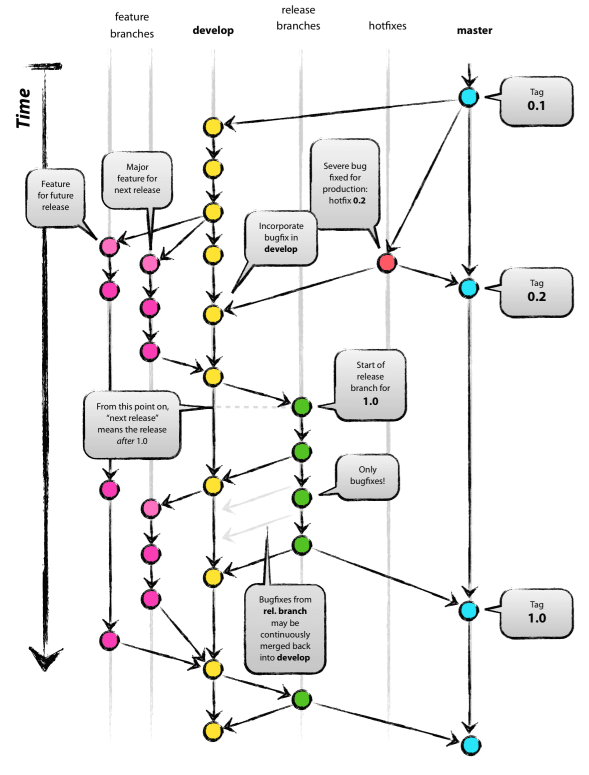 feature
branches
develop
release
branches
hotfixes
master
Time
Tag
0.1
Major
feature for
next release
Severe bug
fixed for
production:
hotfix 0.2
Feature
for future
release
Incorporate
bugfix in
develop
Tag
0.2
Start of
release
branch for
1.0
From this point on,
“next release”
means the release
after 1.0
Only
bugfixes!
Bugfixes from
rel. branch
may be
continuously
merged back
into develop
Tag
1.0